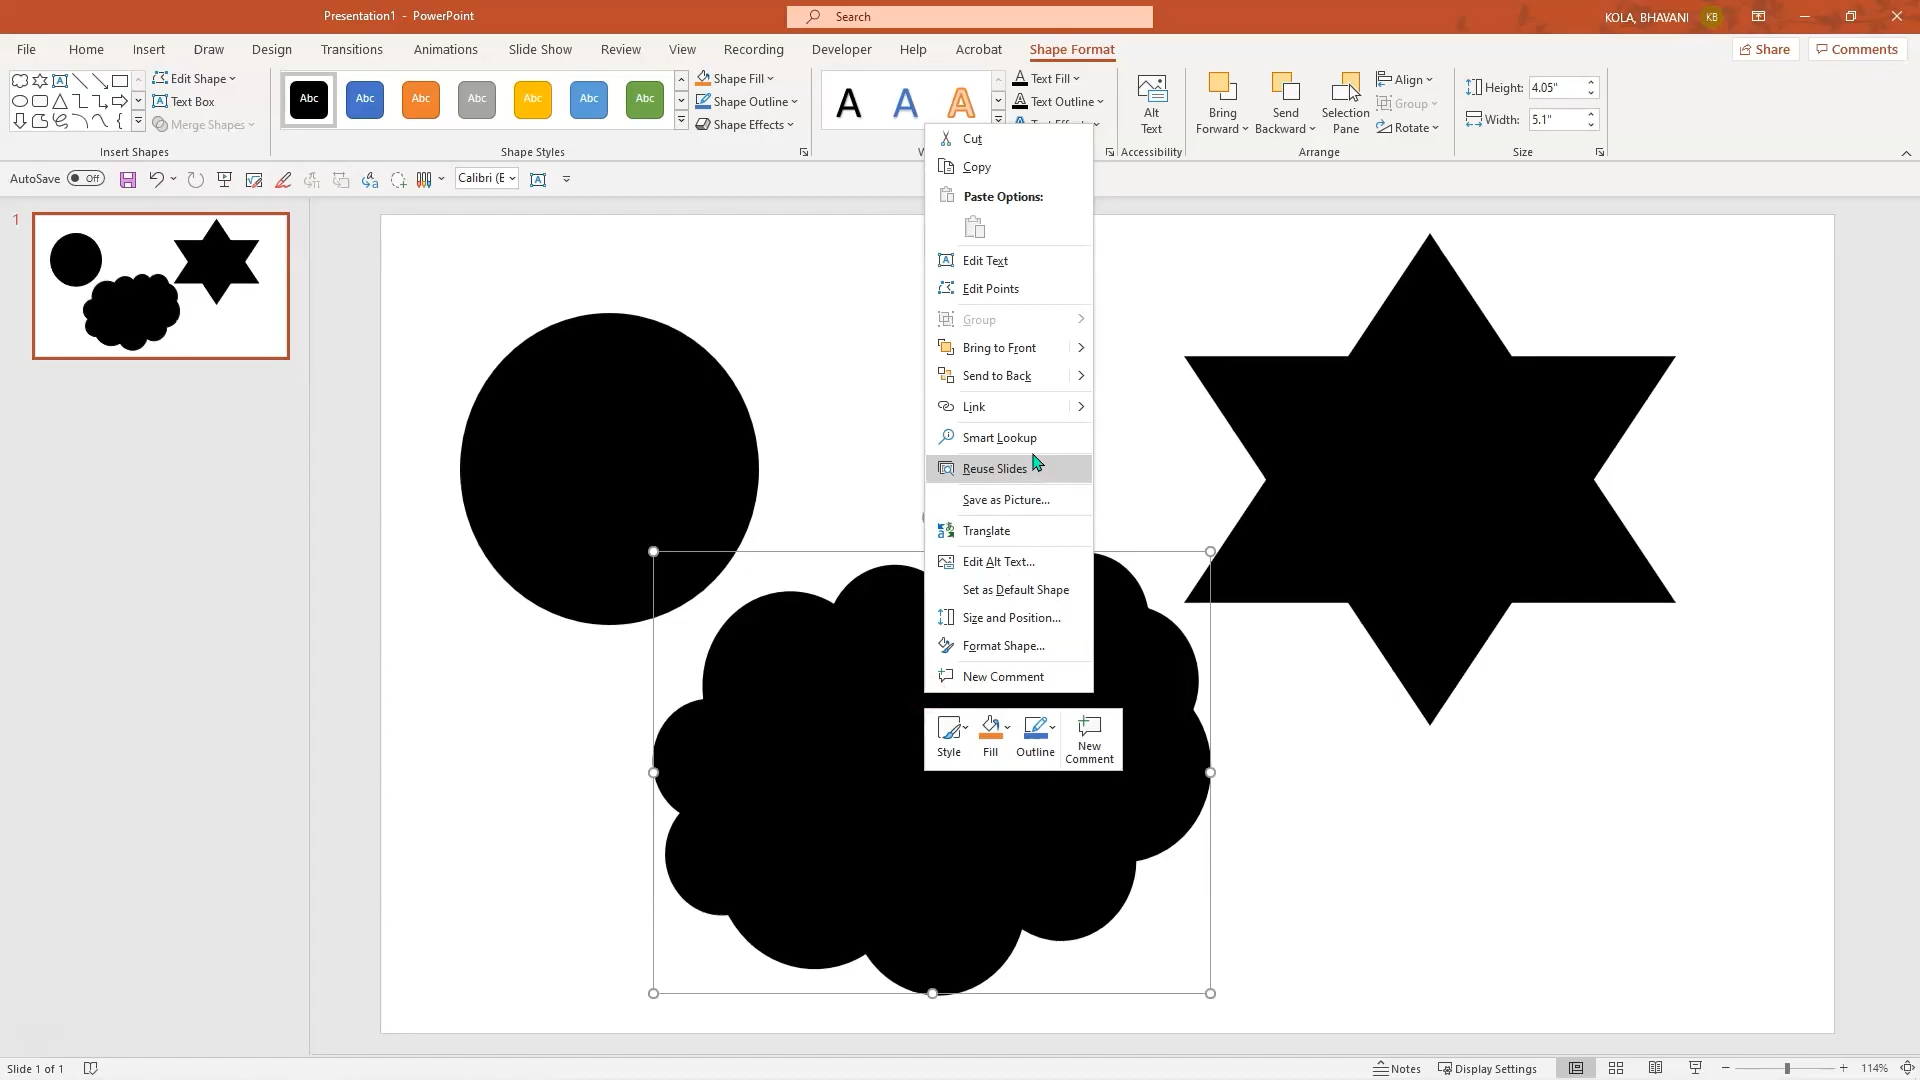 Presentation1 - PowerPoint
Search
KOLA, BHAVANI KB
File Home Insert Draw Design Transitions Animations Slide Show Review View Recording Developer Help Acrobat Shape Format Share Comments
Edit Shape
Text Box
Merge Shapes
Insert Shapes
Abc Abc Abc Abc Abc Abc Abc
Shape Fill
Shape Outline
Shape Effects
Shape Styles
A A A
Text Fill
Text Outline
Alt
Text
Accessibility
Bring
Forward
Send
Backward
Selection
Pane
Align
Group
Rotate
Arrange
Height: 4.05"
Width: 5.1"
Size
AutoSave Off
Calibri (E
1
Cut
Copy
Paste Options:
Edit Text
Edit Points
Group
Bring to Front
Send to Back
Link
Smart Lookup
Reuse Slides
Save as Picture...
Translate
Edit Alt Text...
Set as Default Shape
Size and Position...
Format Shape...
New Comment
Style
Fill
Outline
New
Comment
Slide 1 of 1
Notes
Display Settings
114%